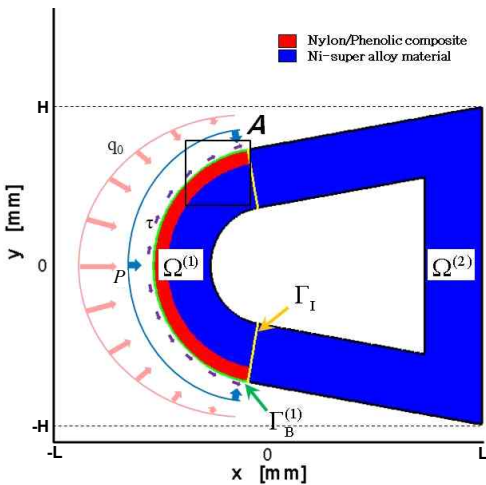 Nylon/Phenolic composite
Ni-super alloy material
H
A
q₀
y [mm]
τ
0
P
Ω⁽¹⁾
Ω⁽²⁾
Γ_I
Γ_B⁽¹⁾
-H
-L
0
L
x [mm]